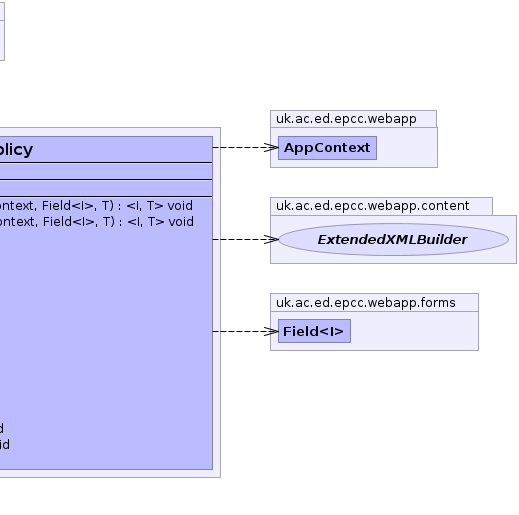 uk.ac.ed.epcc.webapp
AppContext
uk.ac.ed.epcc.webapp.content
ExtendedXMLBuilder
uk.ac.ed.epcc.webapp.forms
Field<I>
olicy
ontext, Field<I>, T) : <I, T> void
ontext, Field<I>, T) : <I, T> void
d
id